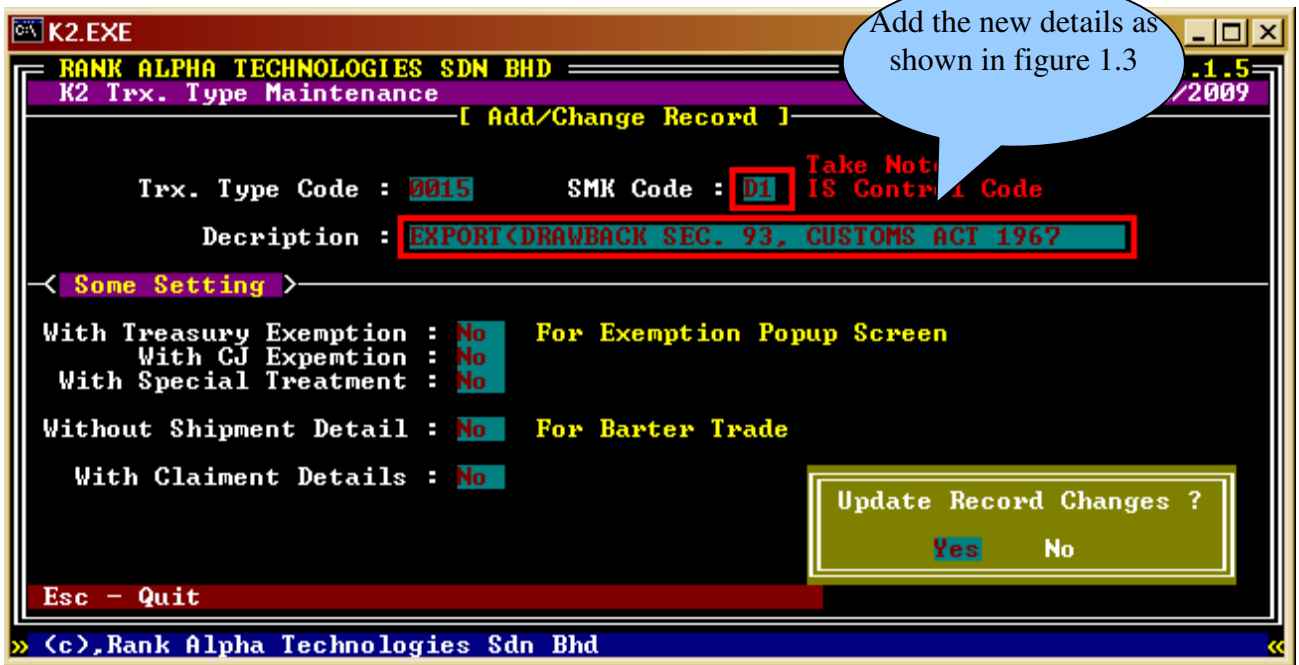 K2.EXE
Add the new details as
shown in figure 1.3
RANK ALPHA TECHNOLOGIES SDN BHD .1.5
K2 Trx. Type Maintenance /2009
[ Add/Change Record ]
Take Not
Trx. Type Code : 0015 SMK Code : D1 IS Control Code
Decription : EXPORT(DRAWBACK SEC. 93, CUSTOMS ACT 1967
< Some Setting >
With Treasury Exemption : No For Exemption Popup Screen
With CJ Expemtion : No
With Special Treatment : No
Without Shipment Detail : No For Barter Trade
With Claiment Details : No
Update Record Changes ?
Yes No
Esc - Quit
» (c),Rank Alpha Technologies Sdn Bhd «